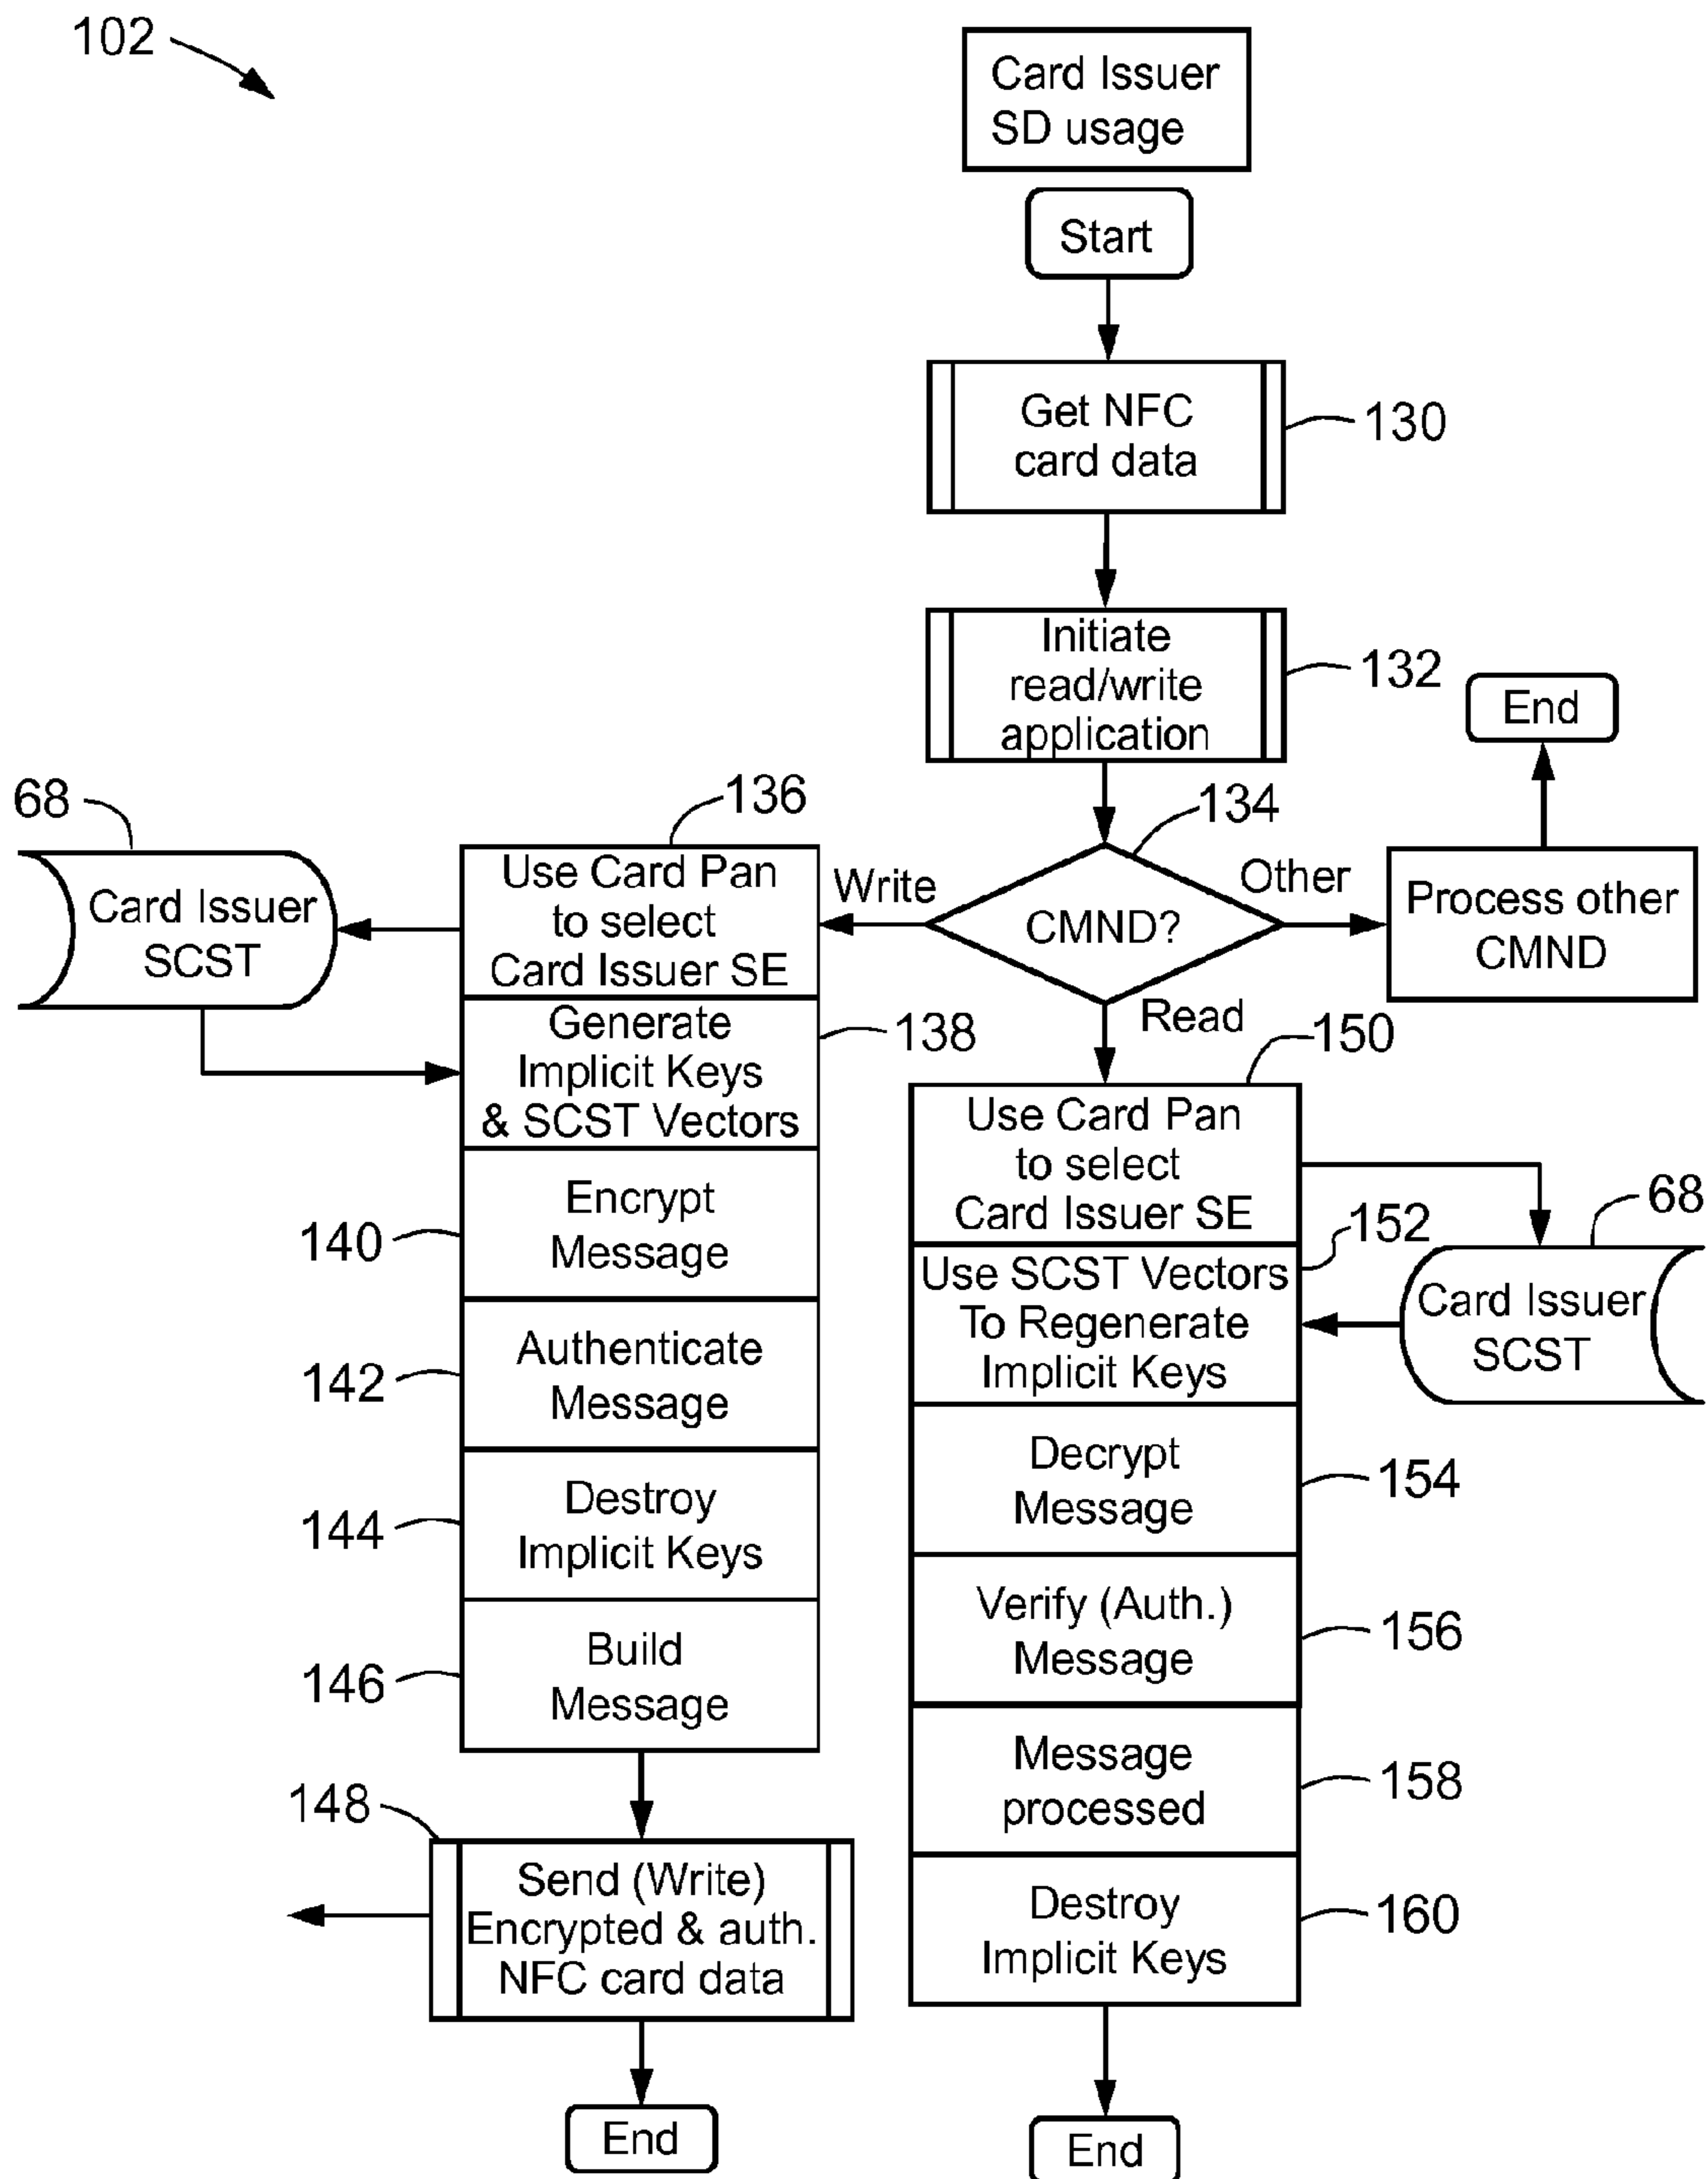 102
Card Issuer
SD usage
Start
Get NFC
card data
130
Initiate
read/write
application
132
End
68
136
134
Card Issuer
SCST
Use Card Pan
to select
Card Issuer SE
Write
CMND?
Other
Process other
CMND
Read
Generate
Implicit Keys
& SCST Vectors
138
150
Use Card Pan
to select
Card Issuer SE
Encrypt
Message
140
152
68
Use SCST Vectors
To Regenerate
Implicit Keys
Card Issuer
SCST
Authenticate
Message
142
Decrypt
Message
154
Destroy
Implicit Keys
144
Verify (Auth.)
Message
156
Build
Message
146
Message
processed
158
148
Send (Write)
Encrypted & auth.
NFC card data
Destroy
Implicit Keys
160
End
End